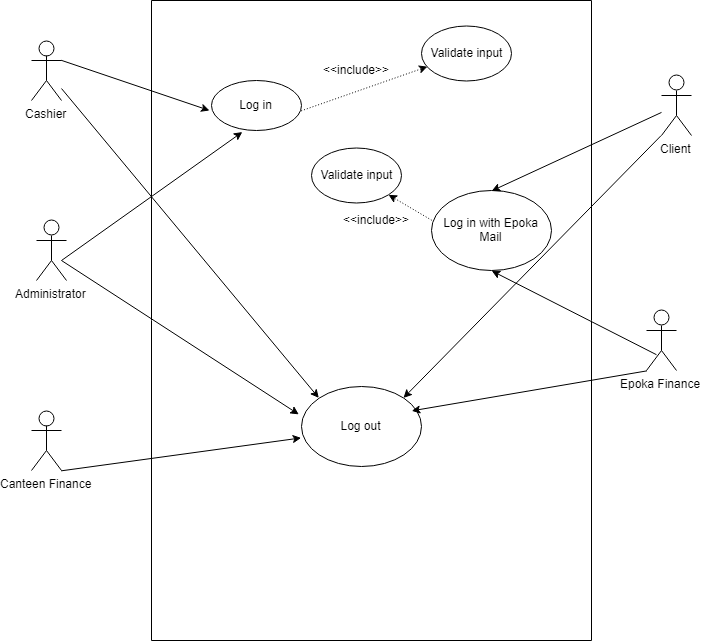 Validate input
<<include>>
Log in
Cashier
Client
Validate input
<<include>>
Log in with Epoka
Mail
Administrator
Epoka Finance
Log out
Canteen Finance